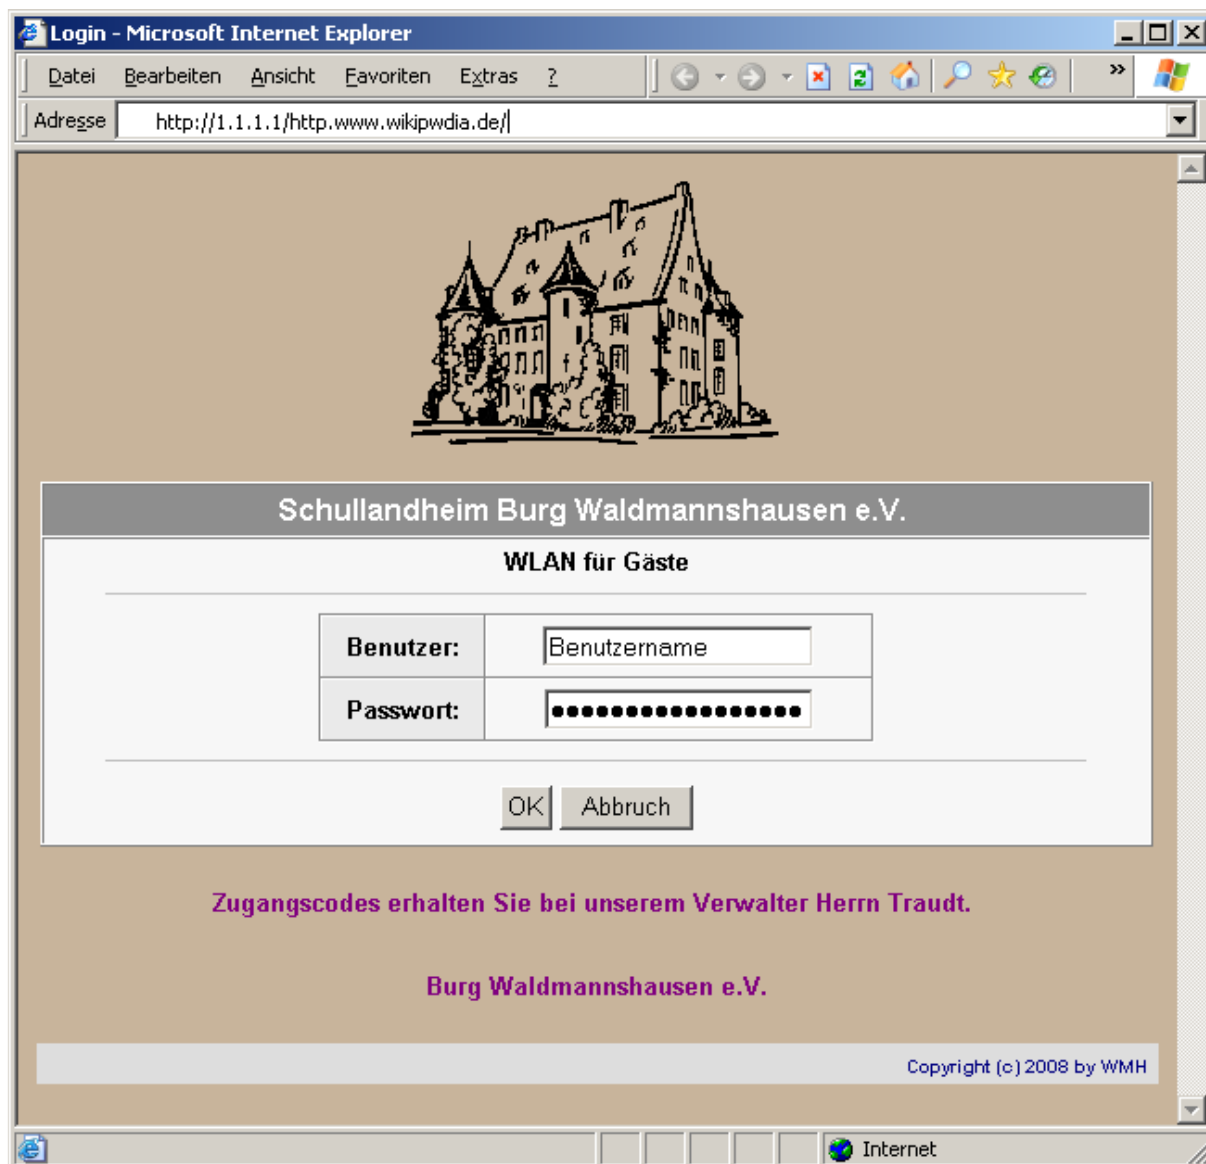 Login - Microsoft Internet Explorer
Datei Bearbeiten Ansicht Favoriten Extras ? »
Adresse http://1.1.1.1/http.www.wikipwdia.de/
Schullandheim Burg Waldmannshausen e.V.
WLAN für Gäste
Benutzer: Benutzername
Passwort: •••••••••••••••••
OK Abbruch
Zugangscodes erhalten Sie bei unserem Verwalter Herrn Traudt.
Burg Waldmannshausen e.V.
Copyright (c) 2008 by WMH
Internet